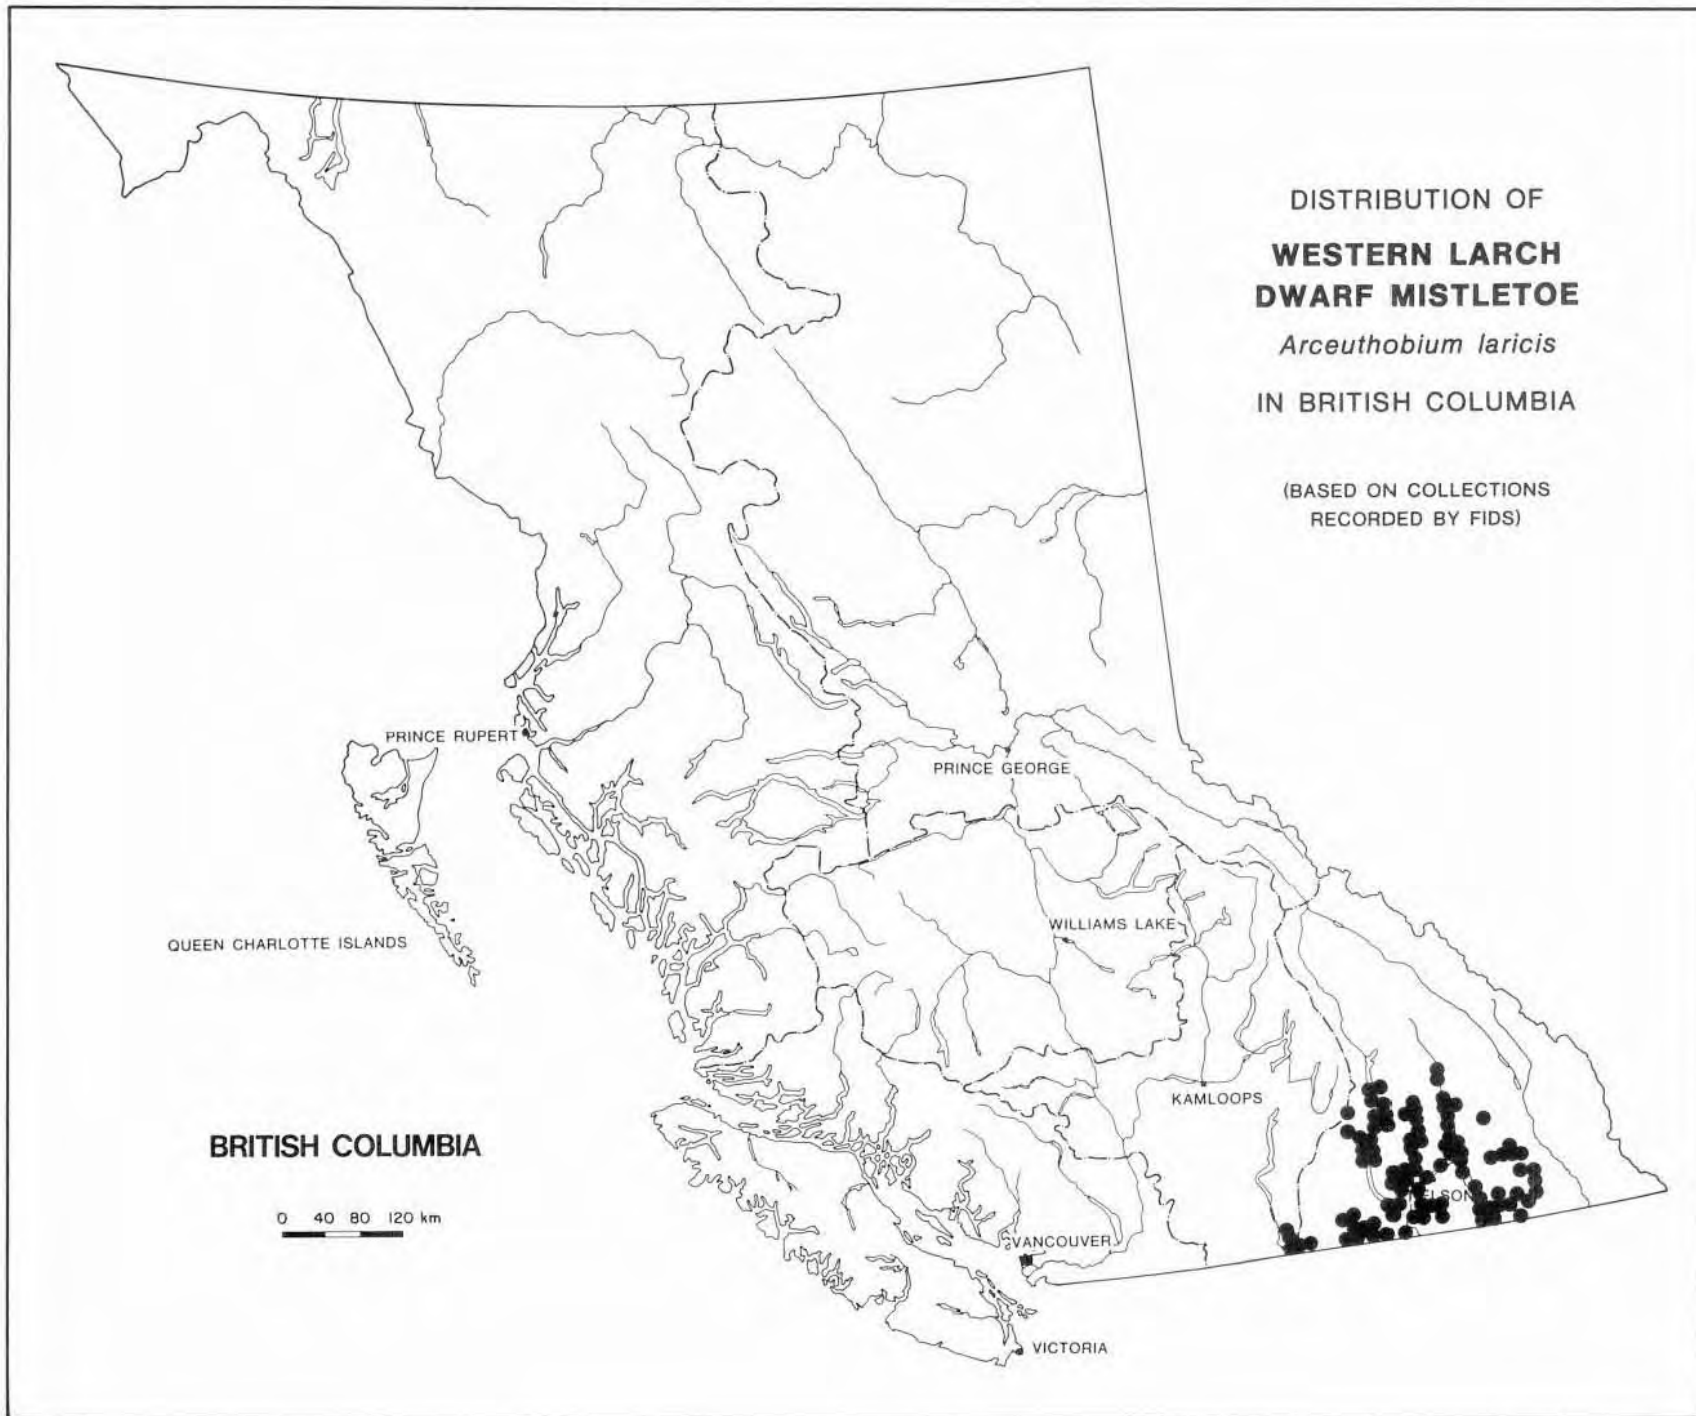 DISTRIBUTION OF
WESTERN LARCH
DWARF MISTLETOE
Arceuthobium laricis
IN BRITISH COLUMBIA
(BASED ON COLLECTIONS
RECORDED BY FIDS)
PRINCE RUPERT
PRINCE GEORGE
QUEEN CHARLOTTE ISLANDS
WILLIAMS LAKE
KAMLOOPS
BRITISH COLUMBIA
NELSON
0 40 80 120 km
VANCOUVER
VICTORIA